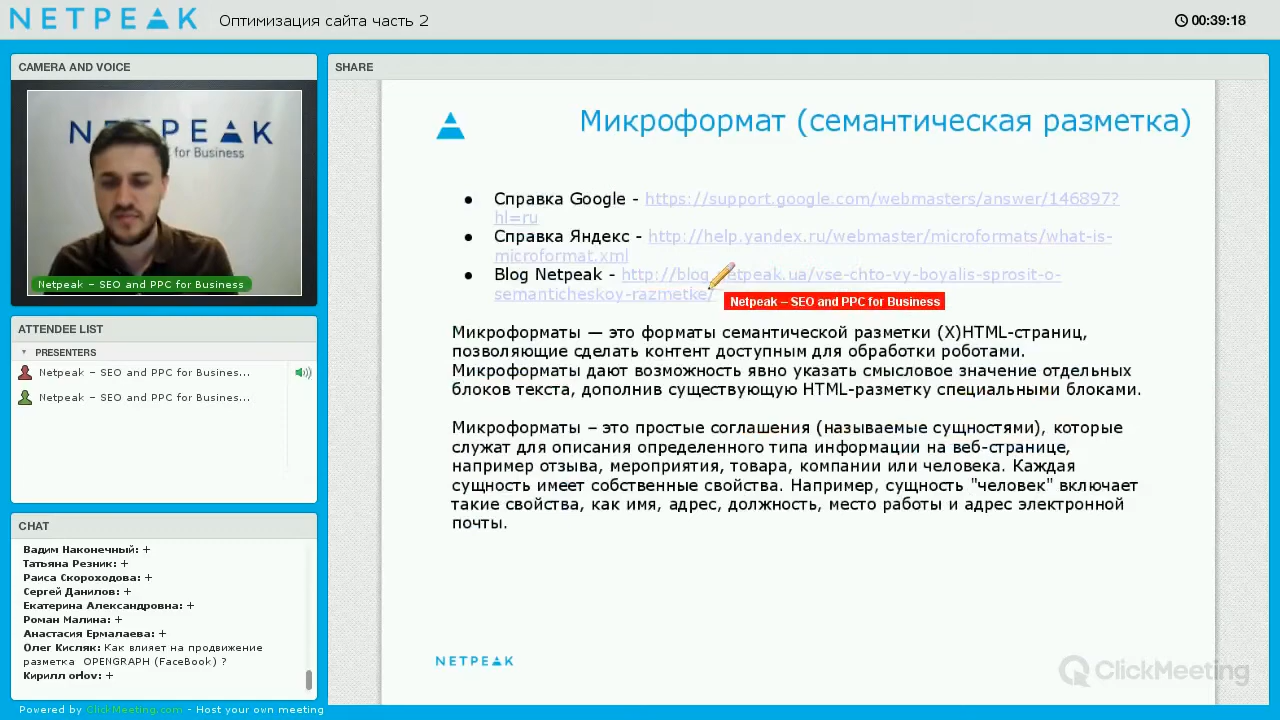 NETPEAK
Оптимизация сайта часть 2
00:39:18
CAMERA AND VOICE
NETPEAK
for Business
Netpeak – SEO and PPC for Business
ATTENDEE LIST
PRESENTERS
Netpeak – SEO and PPC for Busines...
Netpeak – SEO and PPC for Busines...
CHAT
Вадим Наконечный: +
Татьяна Резник: +
Раиса Скороходова: +
Сергей Данилов: +
Екатерина Александровна: +
Роман Малина: +
Анастасия Ермалаева: +
Олег Кисляк: Как влияет на продвижение
разметка OPENGRAPH (FaceBook) ?
Кирилл orlov: +
Powered by ClickMeeting.com - Host your own meeting
SHARE
Микроформат (семантическая разметка)
● Справка Google - https://support.google.com/webmasters/answer/146897?
hl=ru
● Справка Яндекс - http://help.yandex.ru/webmaster/microformats/what-is-
microformat.xml
● Blog Netpeak - http://blog.netpeak.ua/vse-chto-vy-boyalis-sprosit-o-
semanticheskoy-razmetke/
Netpeak – SEO and PPC for Business
Микроформаты — это форматы семантической разметки (X)HTML-страниц,
позволяющие сделать контент доступным для обработки роботами.
Микроформаты дают возможность явно указать смысловое значение отдельных
блоков текста, дополнив существующую HTML-разметку специальными блоками.
Микроформаты – это простые соглашения (называемые сущностями), которые
служат для описания определенного типа информации на веб-странице,
например отзыва, мероприятия, товара, компании или человека. Каждая
сущность имеет собственные свойства. Например, сущность "человек" включает
такие свойства, как имя, адрес, должность, место работы и адрес электронной
почты.
NETPEAK
ClickMeeting